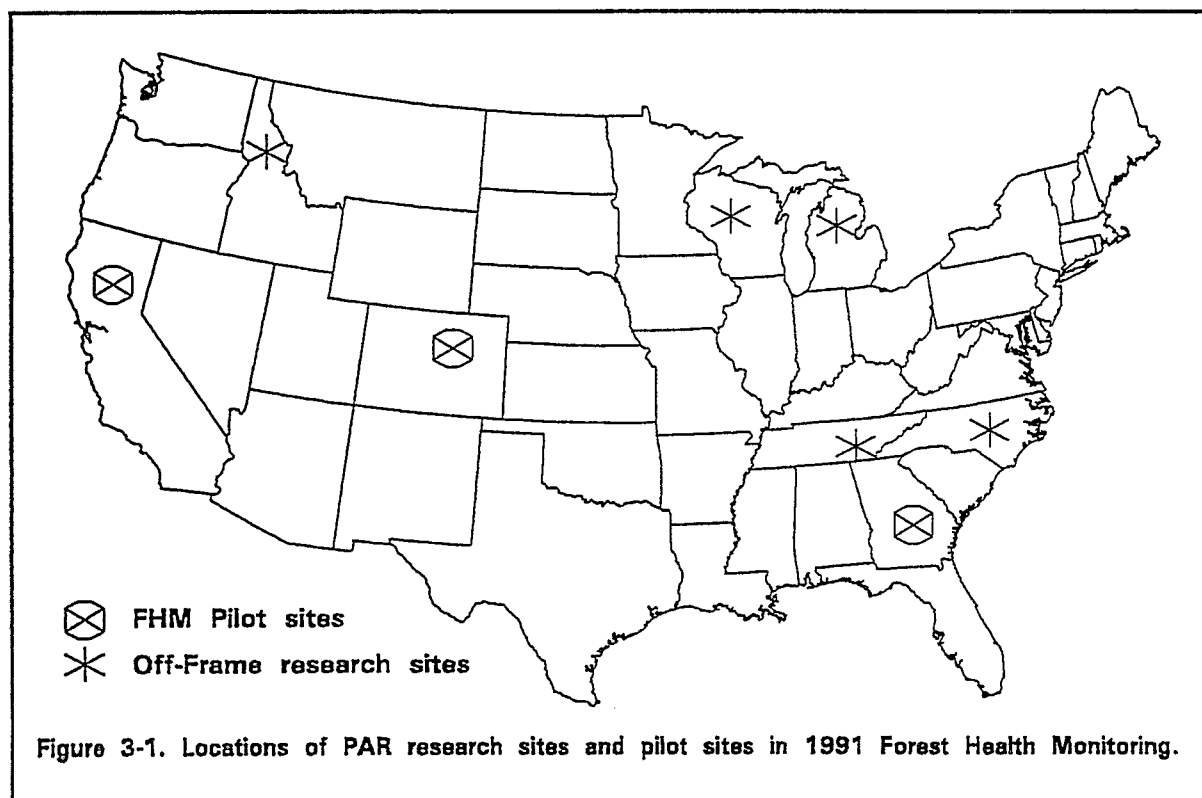 FHM Pilot sites
Off-Frame research sites
Figure 3-1. Locations of PAR research sites and pilot sites in 1991 Forest Health Monitoring.